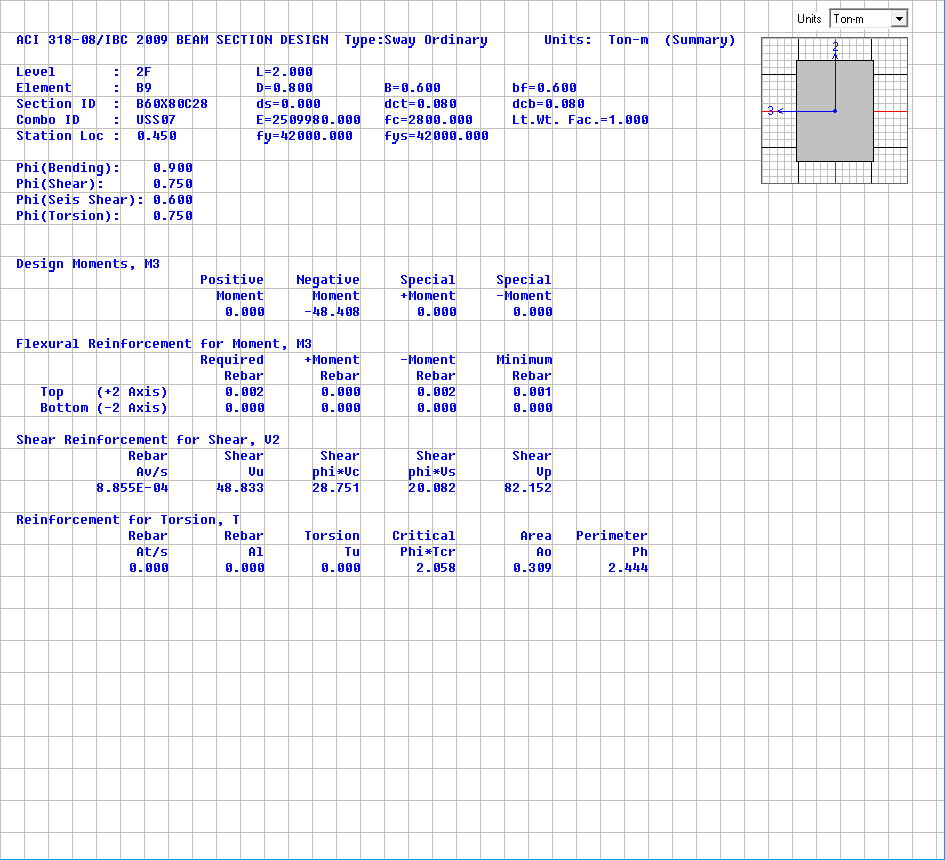 Units Ton-m
ACI 318-08/IBC 2009 BEAM SECTION DESIGN Type:Sway Ordinary Units: Ton-m (Summary)
2
3
Level : 2F L=2.000
Element : B9 D=0.800 B=0.600 bf=0.600
Section ID : B60X80C28 ds=0.000 dct=0.080 dcb=0.080
Combo ID : USS07 E=2509980.000 fc=2800.000 Lt.Wt. Fac.=1.000
Station Loc : 0.450 fy=42000.000 fys=42000.000
Phi(Bending): 0.900
Phi(Shear): 0.750
Phi(Seis Shear): 0.600
Phi(Torsion): 0.750
Design Moments, M3
Positive Negative Special Special
Moment Moment +Moment -Moment
0.000 -48.408 0.000 0.000
Flexural Reinforcement for Moment, M3
Required +Moment -Moment Minimum
Rebar Rebar Rebar Rebar
Top (+2 Axis) 0.002 0.000 0.002 0.001
Bottom (-2 Axis) 0.000 0.000 0.000 0.000
Shear Reinforcement for Shear, V2
Rebar Shear Shear Shear Shear
Av/s Vu phi*Vc phi*Vs Vp
8.855E-04 48.833 28.751 20.082 82.152
Reinforcement for Torsion, T
Rebar Rebar Torsion Critical Area Perimeter
At/s Al Tu Phi*Tcr Ao Ph
0.000 0.000 0.000 2.058 0.309 2.444